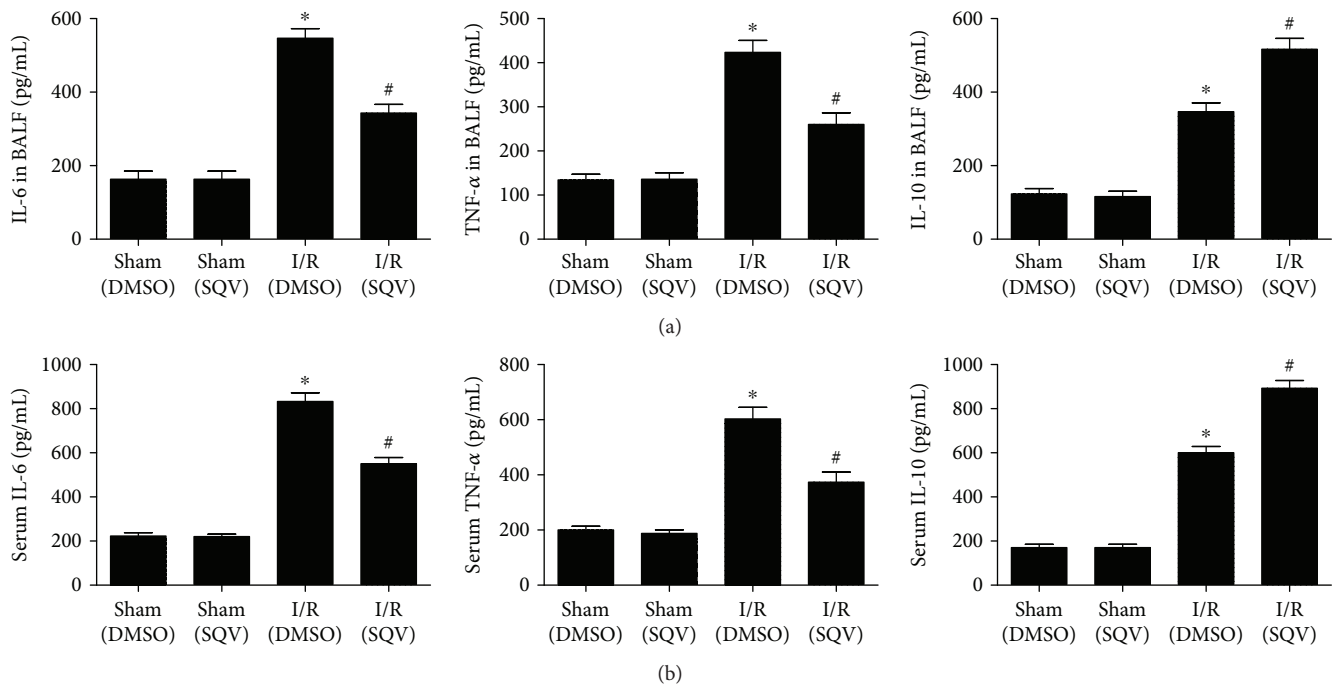 IL-6 in BALF (pg/mL)
600
400
200
0
*
#
Sham
(DMSO)
Sham
(SQV)
I/R
(DMSO)
I/R
(SQV)
TNF-α in BALF (pg/mL)
500
400
300
200
150
100
50
0
*
#
Sham
(DMSO)
Sham
(SQV)
I/R
(DMSO)
I/R
(SQV)
IL-10 in BALF (pg/mL)
600
400
200
0
*
#
Sham
(DMSO)
Sham
(SQV)
I/R
(DMSO)
I/R
(SQV)
(a)
Serum IL-6 (pg/mL)
1000
800
600
400
200
0
*
#
Sham
(DMSO)
Sham
(SQV)
I/R
(DMSO)
I/R
(SQV)
Serum TNF-α (pg/mL)
800
600
400
200
0
*
#
Sham
(DMSO)
Sham
(SQV)
I/R
(DMSO)
I/R
(SQV)
Serum IL-10 (pg/mL)
1000
800
600
400
200
0
*
#
Sham
(DMSO)
Sham
(SQV)
I/R
(DMSO)
I/R
(SQV)
(b)